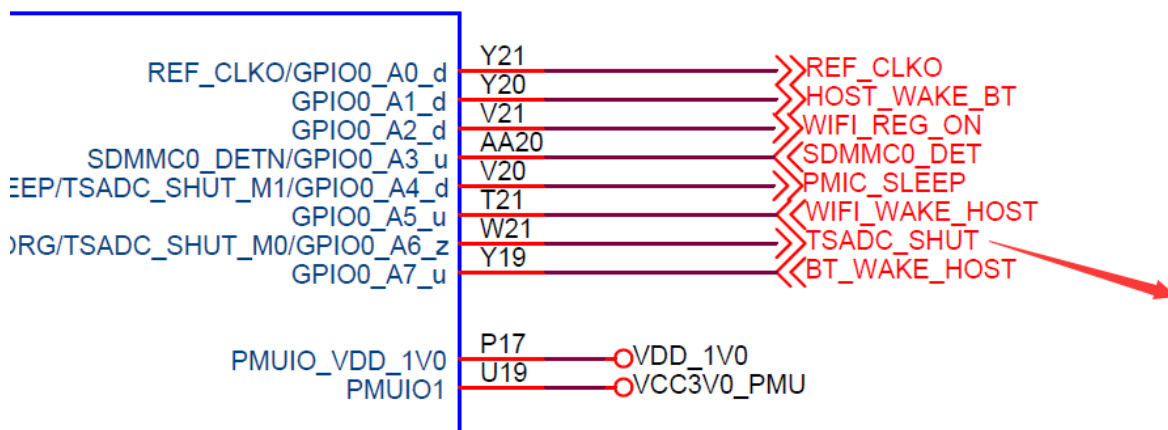 REF_CLKO/GPIO0_A0_d Y21 REF_CLKO
GPIO0_A1_d Y20 HOST_WAKE_BT
GPIO0_A2_d V21 WIFI_REG_ON
SDMMC0_DETN/GPIO0_A3_u AA20 SDMMC0_DET
EEP/TSADC_SHUT_M1/GPIO0_A4_d V20 PMIC_SLEEP
GPIO0_A5_u T21 WIFI_WAKE_HOST
ORG/TSADC_SHUT_M0/GPIO0_A6_z W21 TSADC_SHUT
GPIO0_A7_u Y19 BT_WAKE_HOST
PMUIO_VDD_1V0 P17 VDD_1V0
PMUIO1 U19 VCC3V0_PMU